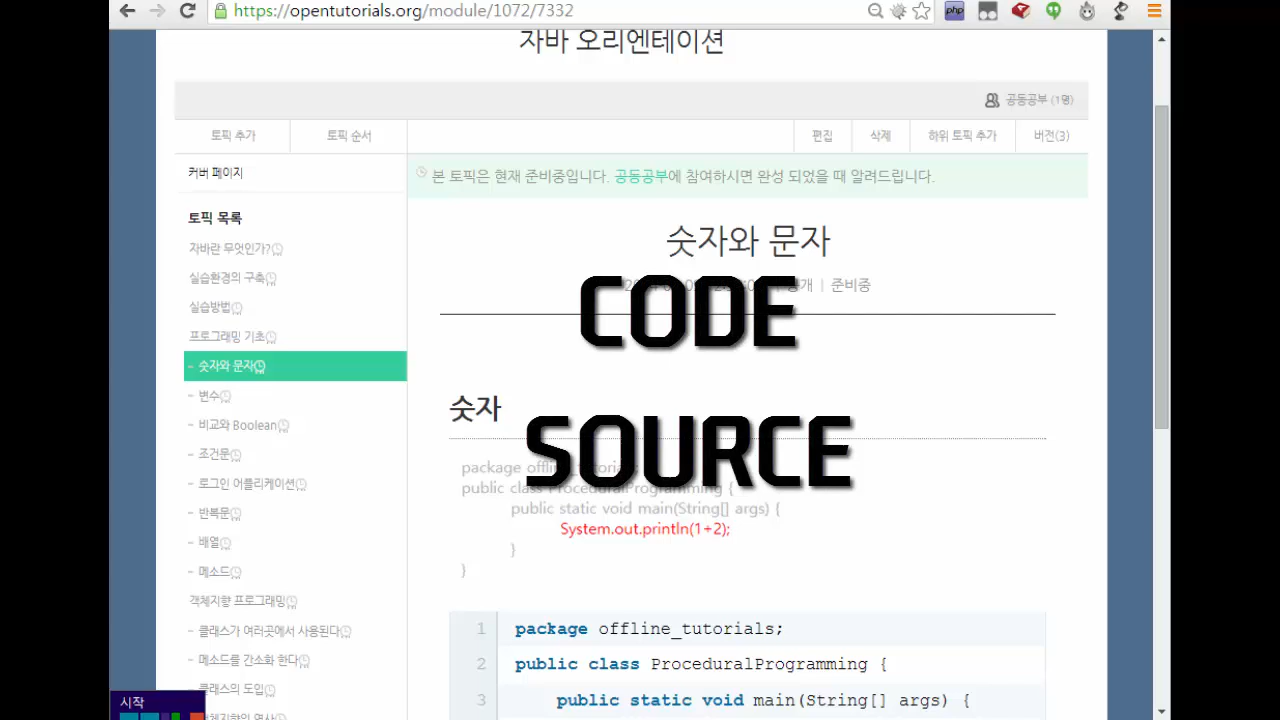 https://opentutorials.org/module/1072/7332
php
자바 오리엔테이션
공동공부 (1명)
토픽 추가
토픽 순서
편집
삭제
하위 토픽 추가
버전(3)
커버 페이지
본 토픽은 현재 준비중입니다. 공동공부에 참여하시면 완성 되었을 때 알려드립니다.
토픽 목록
자바란 무엇인가?
실습환경의 구축
실습방법
프로그래밍 기초
- 숫자와 문자
- 변수
- 비교와 Boolean
- 조건문
- 로그인 어플리케이션
- 반복문
- 배열
- 메소드
객체지향 프로그래밍
- 클래스가 여러곳에서 사용된다
- 메소드를 간소화 한다
- 클래스의 도입
숫자와 문자
| 준비중
CODE
숫자
SOURCE
package offline_tutorials;
public class ProceduralProgramming {
public static void main(String[] args) {
System.out.println(1+2);
}
}
1 package offline_tutorials;
2 public class ProceduralProgramming {
3 public static void main(String[] args) {
시작